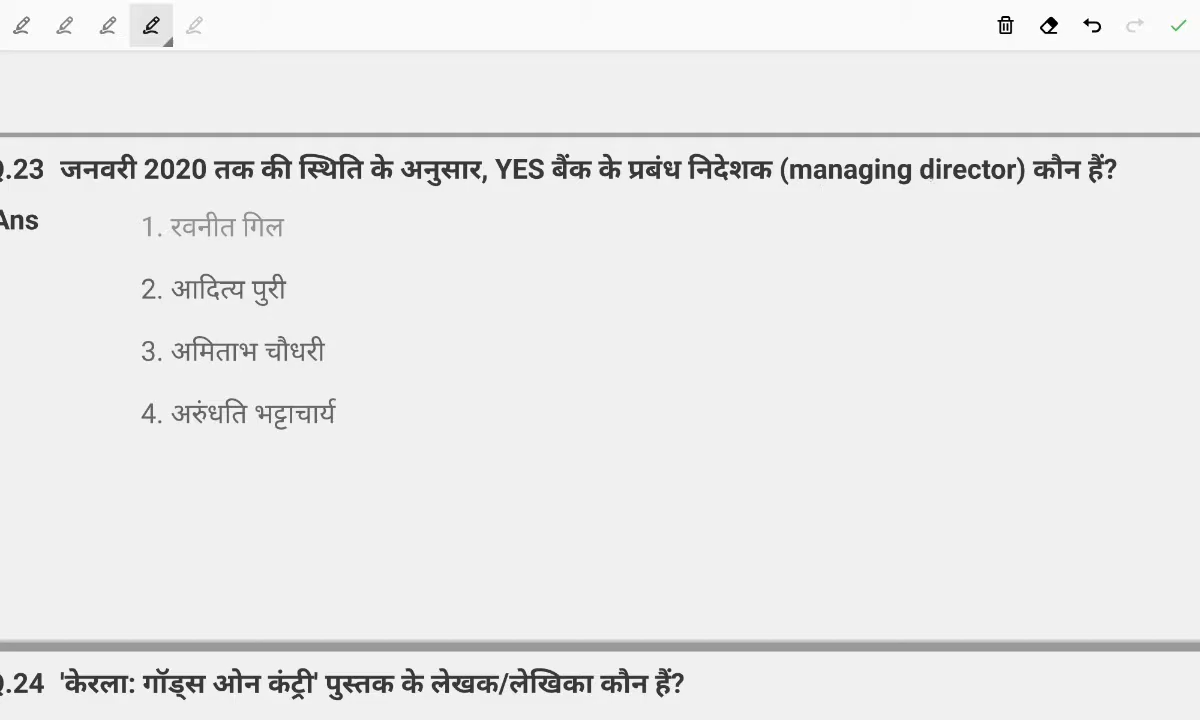 .23 जनवरी 2020 तक की स्थिति के अनुसार, YES बैंक के प्रबंध निदेशक (managing director) कौन हैं?
Ans
1. रवनीत गिल
2. आदित्य पुरी
3. अमिताभ चौधरी
4. अरुंधति भट्टाचार्य
.24 'केरला: गॉड्स ओन कंट्री' पुस्तक के लेखक/लेखिका कौन हैं?